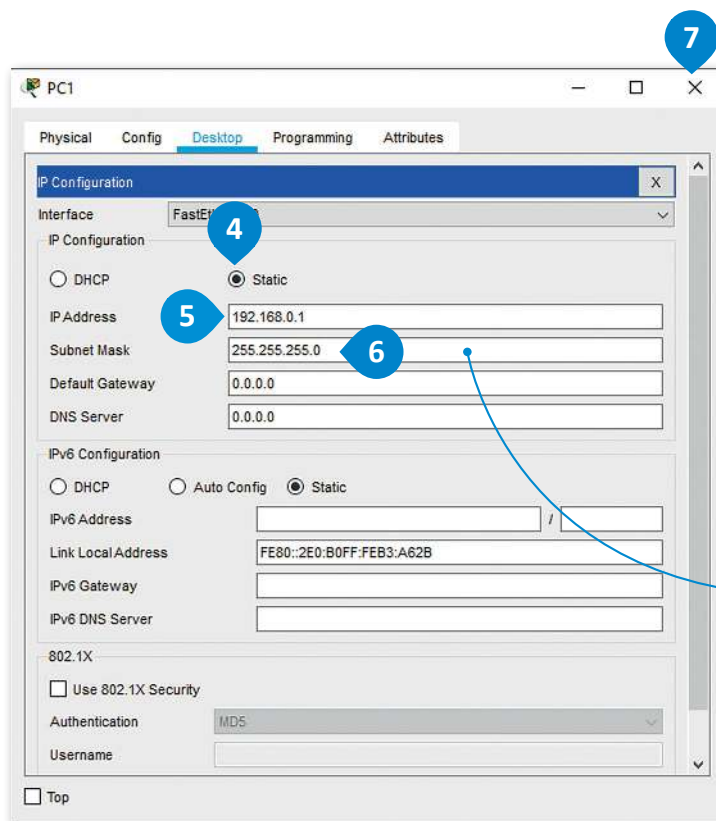 7
PC1
Physical Config Desktop Programming Attributes
IP Configuration X
Interface
IP Configuration
4
DHCP Static
IP Address 5 192.168.0.1
Subnet Mask 255.255.255.0 6
Default Gateway 0.0.0.0
DNS Server 0.0.0.0
IPv6 Configuration
DHCP Auto Config Static
IPv6 Address /
Link Local Address FE80::2E0:B0FF:FEB3:A62B
IPv6 Gateway
IPv6 DNS Server
802.1X
Use 802.1X Security
Authentication MD5
Username
Top